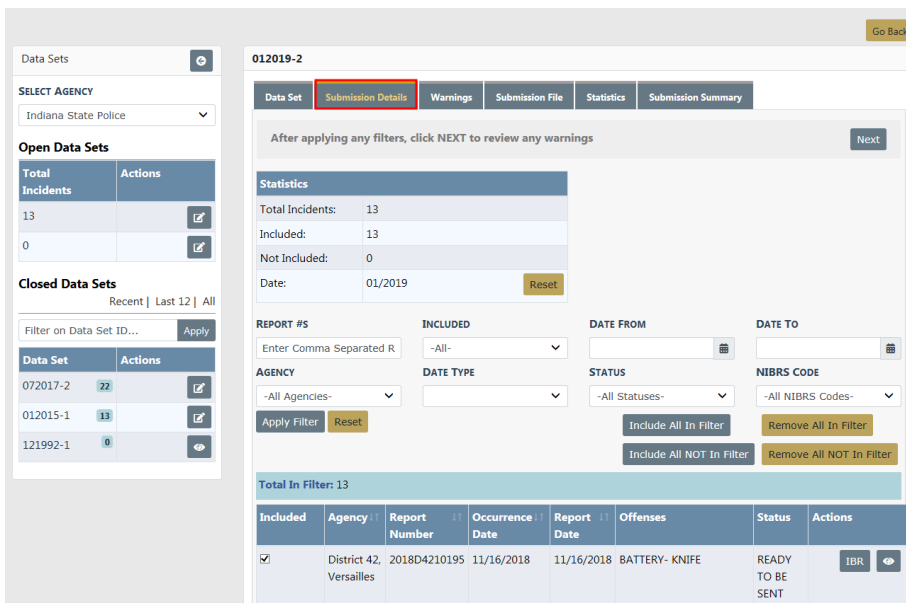 Go Back
Data Sets
SELECT AGENCY
Indiana State Police
Open Data Sets
Total Incidents Actions
13
0
Closed Data Sets
Recent | Last 12 | All
Filter on Data Set ID... Apply
Data Set Actions
072017-2 22
012015-1 13
121992-1 0
012019-2
Data Set Submission Details Warnings Submission File Statistics Submission Summary
After applying any filters, click NEXT to review any warnings Next
Statistics
Total Incidents: 13
Included: 13
Not Included: 0
Date: 01/2019 Reset
REPORT #S INCLUDED DATE FROM DATE TO
Enter Comma Separated R -All-
AGENCY DATE TYPE STATUS NIBRS CODE
-All Agencies- -All Statuses- -All NIBRS Codes-
Apply Filter Reset Include All In Filter Remove All In Filter
Include All NOT In Filter Remove All NOT In Filter
Total In Filter: 13
Included Agency Report Number Occurrence Date Report Date Offenses Status Actions
District 42, 2018D4210195 11/16/2018 11/16/2018 BATTERY- KNIFE READY IBR
Versailles TO BE
SENT